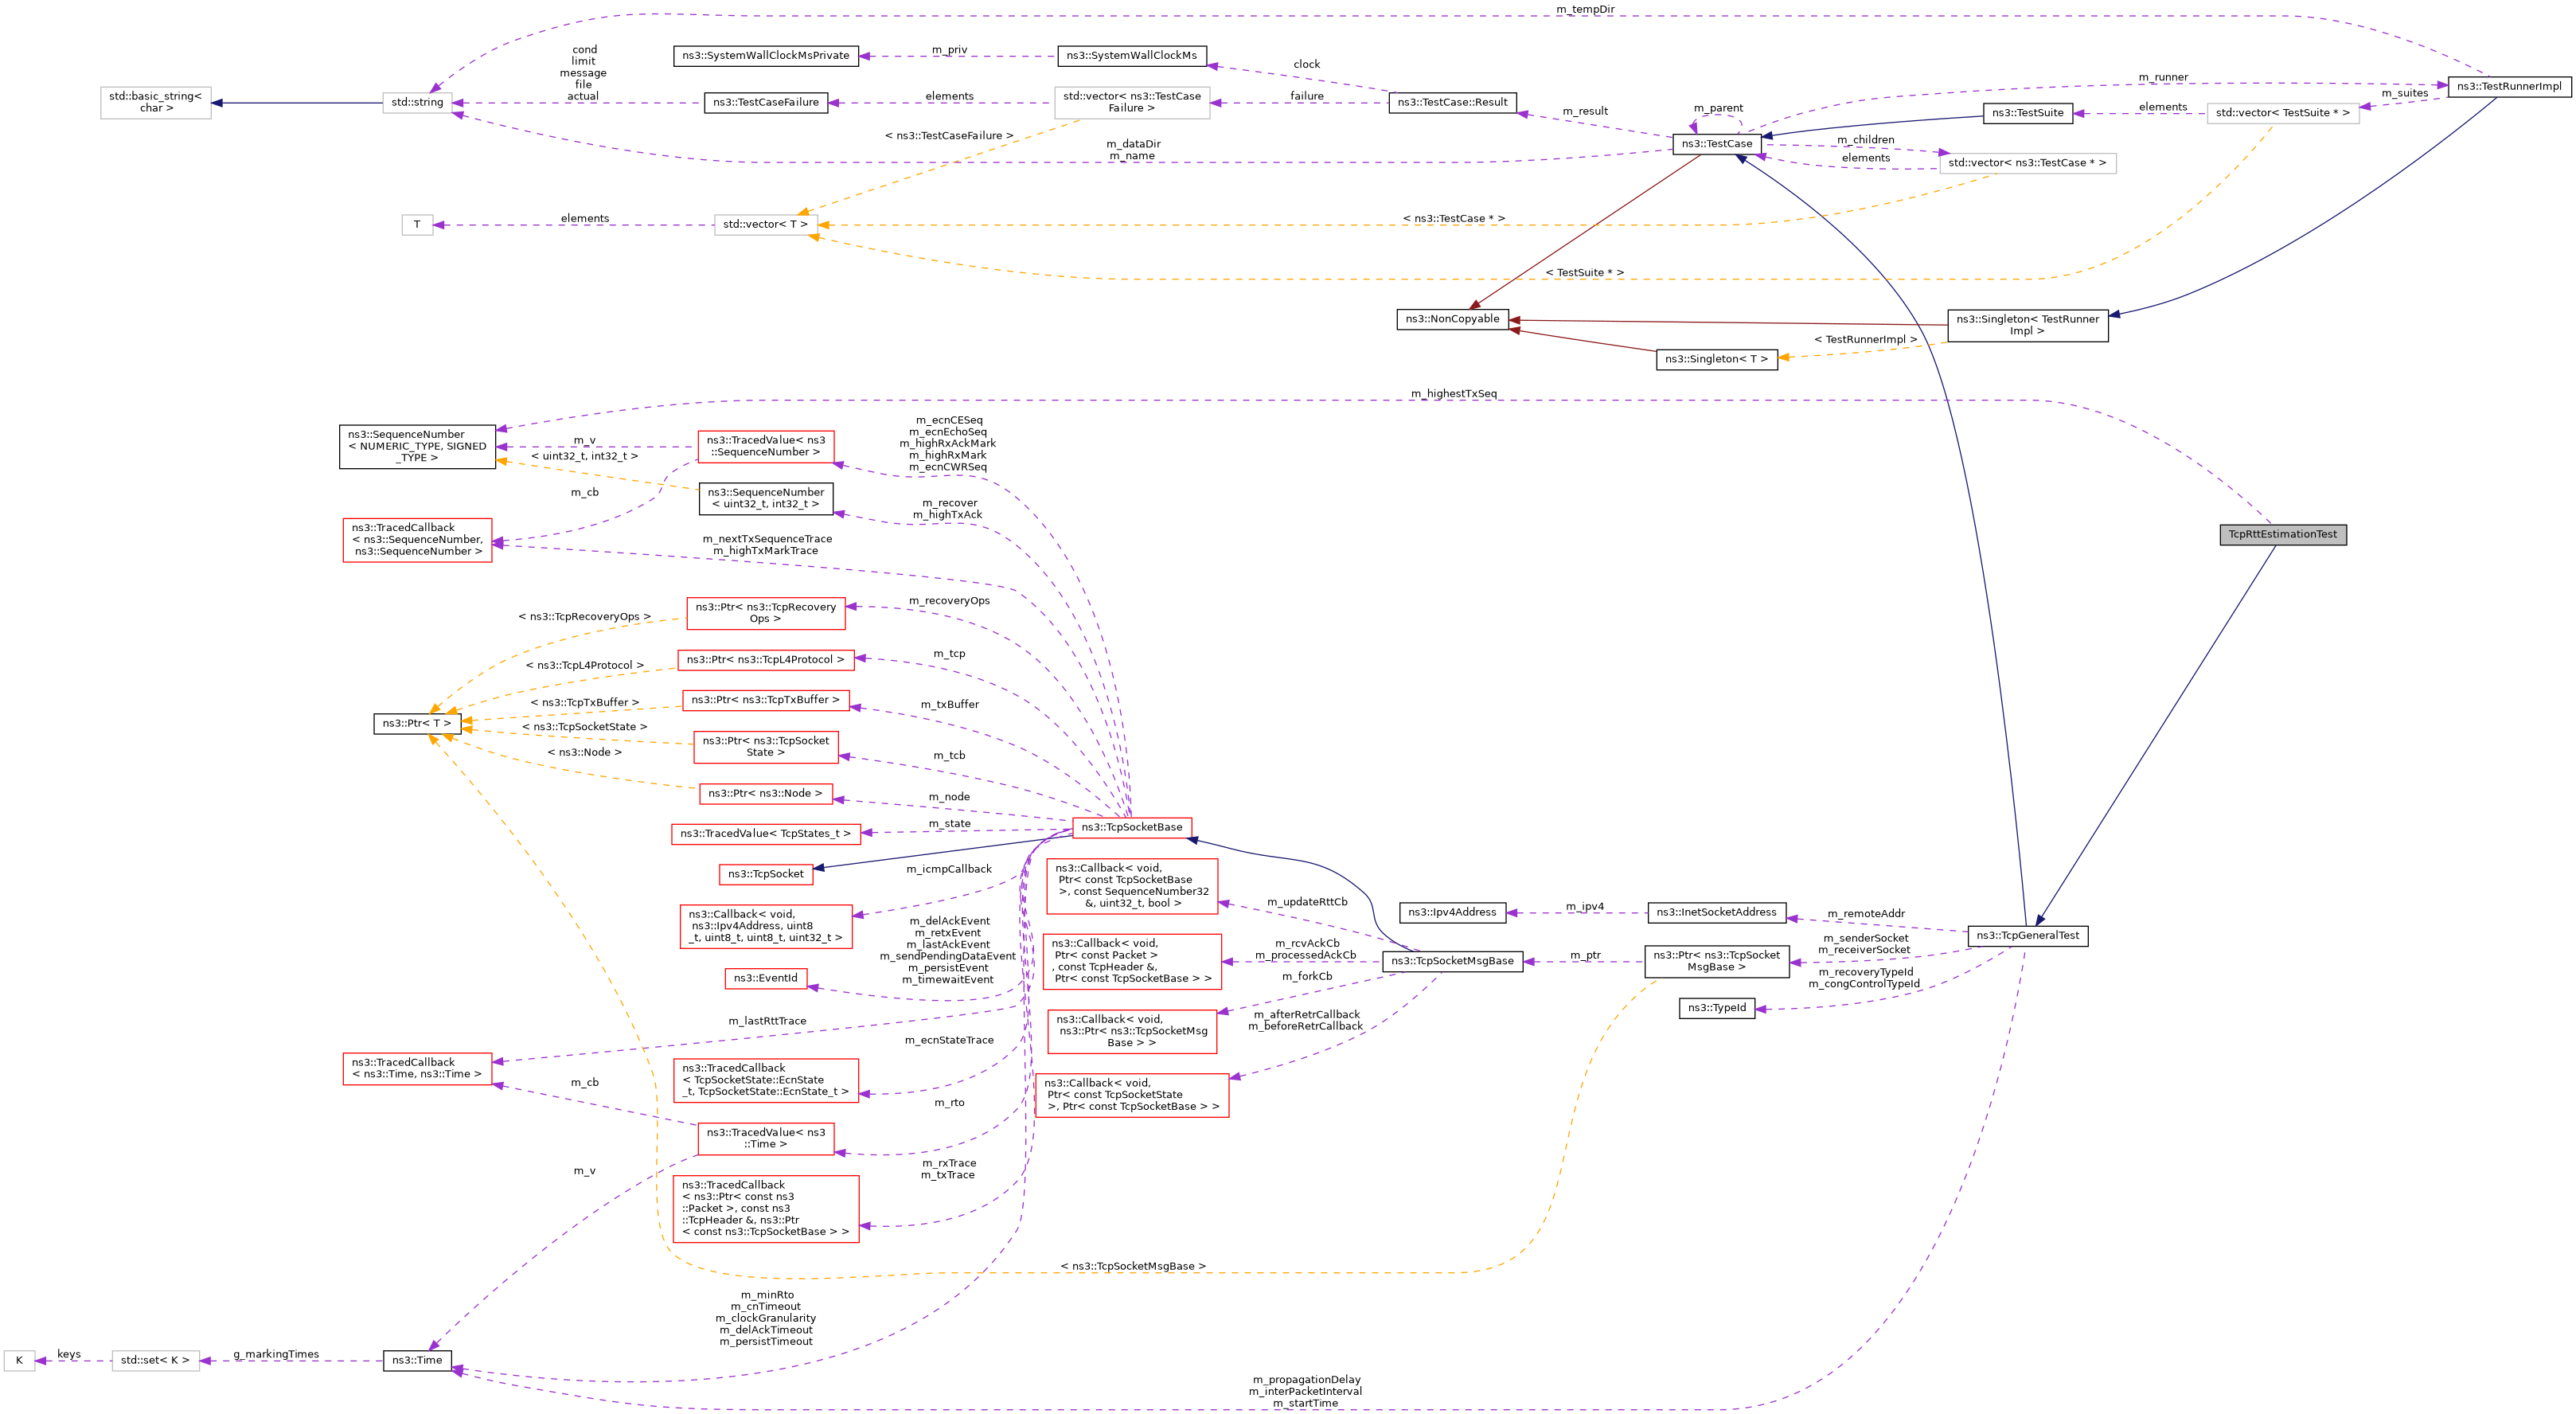 m_tempDir
ns3::SystemWallClockMsPrivate
m_priv
ns3::SystemWallClockMs
cond
limit
message
file
actual
clock
m_runner
ns3::TestRunnerImpl
std::basic_string<
char >
std::string
ns3::TestCaseFailure
elements
std::vector< ns3::TestCase
Failure >
failure
ns3::TestCase::Result
m_result
m_parent
ns3::TestSuite
elements
std::vector< TestSuite * >
m_suites
< ns3::TestCaseFailure >
m_dataDir
m_name
ns3::TestCase
m_children
elements
std::vector< ns3::TestCase * >
T
elements
std::vector< T >
< ns3::TestCase * >
< TestSuite * >
ns3::NonCopyable
ns3::Singleton< TestRunner
Impl >
< TestRunnerImpl >
ns3::Singleton< T >
m_highestTxSeq
ns3::SequenceNumber
< NUMERIC_TYPE, SIGNED
_TYPE >
m_v
< uint32_t, int32_t >
ns3::TracedValue< ns3
::SequenceNumber >
m_ecnCESeq
m_ecnEchoSeq
m_highRxAckMark
m_highRxMark
m_ecnCWRSeq
m_cb
ns3::SequenceNumber
< uint32_t, int32_t >
m_recover
m_highTxAck
ns3::TracedCallback
< ns3::SequenceNumber,
ns3::SequenceNumber >
m_nextTxSequenceTrace
m_highTxMarkTrace
TcpRttEstimationTest
ns3::Ptr< ns3::TcpRecovery
Ops >
m_recoveryOps
< ns3::TcpRecoveryOps >
< ns3::TcpL4Protocol >
ns3::Ptr< ns3::TcpL4Protocol >
m_tcp
< ns3::TcpTxBuffer >
ns3::Ptr< ns3::TcpTxBuffer >
m_txBuffer
ns3::Ptr< T >
< ns3::TcpSocketState >
ns3::Ptr< ns3::TcpSocket
State >
m_tcb
< ns3::Node >
ns3::Ptr< ns3::Node >
m_node
ns3::TracedValue< TcpStates_t >
m_state
ns3::TcpSocketBase
ns3::TcpSocket
m_icmpCallback
ns3::Callback< void,
ns3::Ipv4Address, uint8
_t, uint8_t, uint8_t, uint32_t >
ns3::Callback< void,
Ptr< const TcpSocketBase
>, const SequenceNumber32
&, uint32_t, bool >
m_updateRttCb
ns3::Ipv4Address
m_ipv4
ns3::InetSocketAddress
m_remoteAddr
ns3::TcpGeneralTest
m_delAckEvent
m_retxEvent
m_lastAckEvent
m_sendPendingDataEvent
m_persistEvent
m_timewaitEvent
ns3::EventId
ns3::Callback< void,
Ptr< const Packet >
, const TcpHeader &,
Ptr< const TcpSocketBase > >
m_rcvAckCb
m_processedAckCb
ns3::TcpSocketMsgBase
m_ptr
ns3::Ptr< ns3::TcpSocket
MsgBase >
m_senderSocket
m_receiverSocket
m_recoveryTypeId
m_congControlTypeId
ns3::TypeId
m_forkCb
ns3::Callback< void,
ns3::Ptr< ns3::TcpSocketMsg
Base > >
m_afterRetrCallback
m_beforeRetrCallback
m_lastRttTrace
m_ecnStateTrace
ns3::TracedCallback
< ns3::Time, ns3::Time >
ns3::TracedCallback
< TcpSocketState::EcnState
_t, TcpSocketState::EcnState_t >
ns3::Callback< void,
Ptr< const TcpSocketState
>, Ptr< const TcpSocketBase > >
m_cb
m_rto
ns3::TracedValue< ns3
::Time >
m_v
m_rxTrace
m_txTrace
ns3::TracedCallback
< ns3::Ptr< const ns3
::Packet >, const ns3
::TcpHeader &, ns3::Ptr
< const ns3::TcpSocketBase > >
< ns3::TcpSocketMsgBase >
m_minRto
m_cnTimeout
m_clockGranularity
m_delAckTimeout
m_persistTimeout
K
keys
std::set< K >
g_markingTimes
ns3::Time
m_propagationDelay
m_interPacketInterval
m_startTime